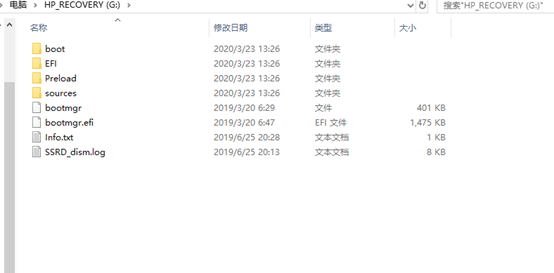 电脑 > HP_RECOVERY (G:) > 搜索"HP_RECOVERY (G:)"
名称 修改日期 类型 大小
boot 2020/3/23 13:26 文件夹
EFI 2020/3/23 13:26 文件夹
Preload 2020/3/23 13:26 文件夹
sources 2020/3/23 13:26 文件夹
bootmgr 2019/3/20 6:29 文件 401 KB
bootmgr.efi 2019/3/20 6:47 EFI 文件 1,475 KB
Info.txt 2019/6/25 20:28 文本文档 1 KB
SSRD_dism.log 2019/6/25 20:13 文本文档 8 KB